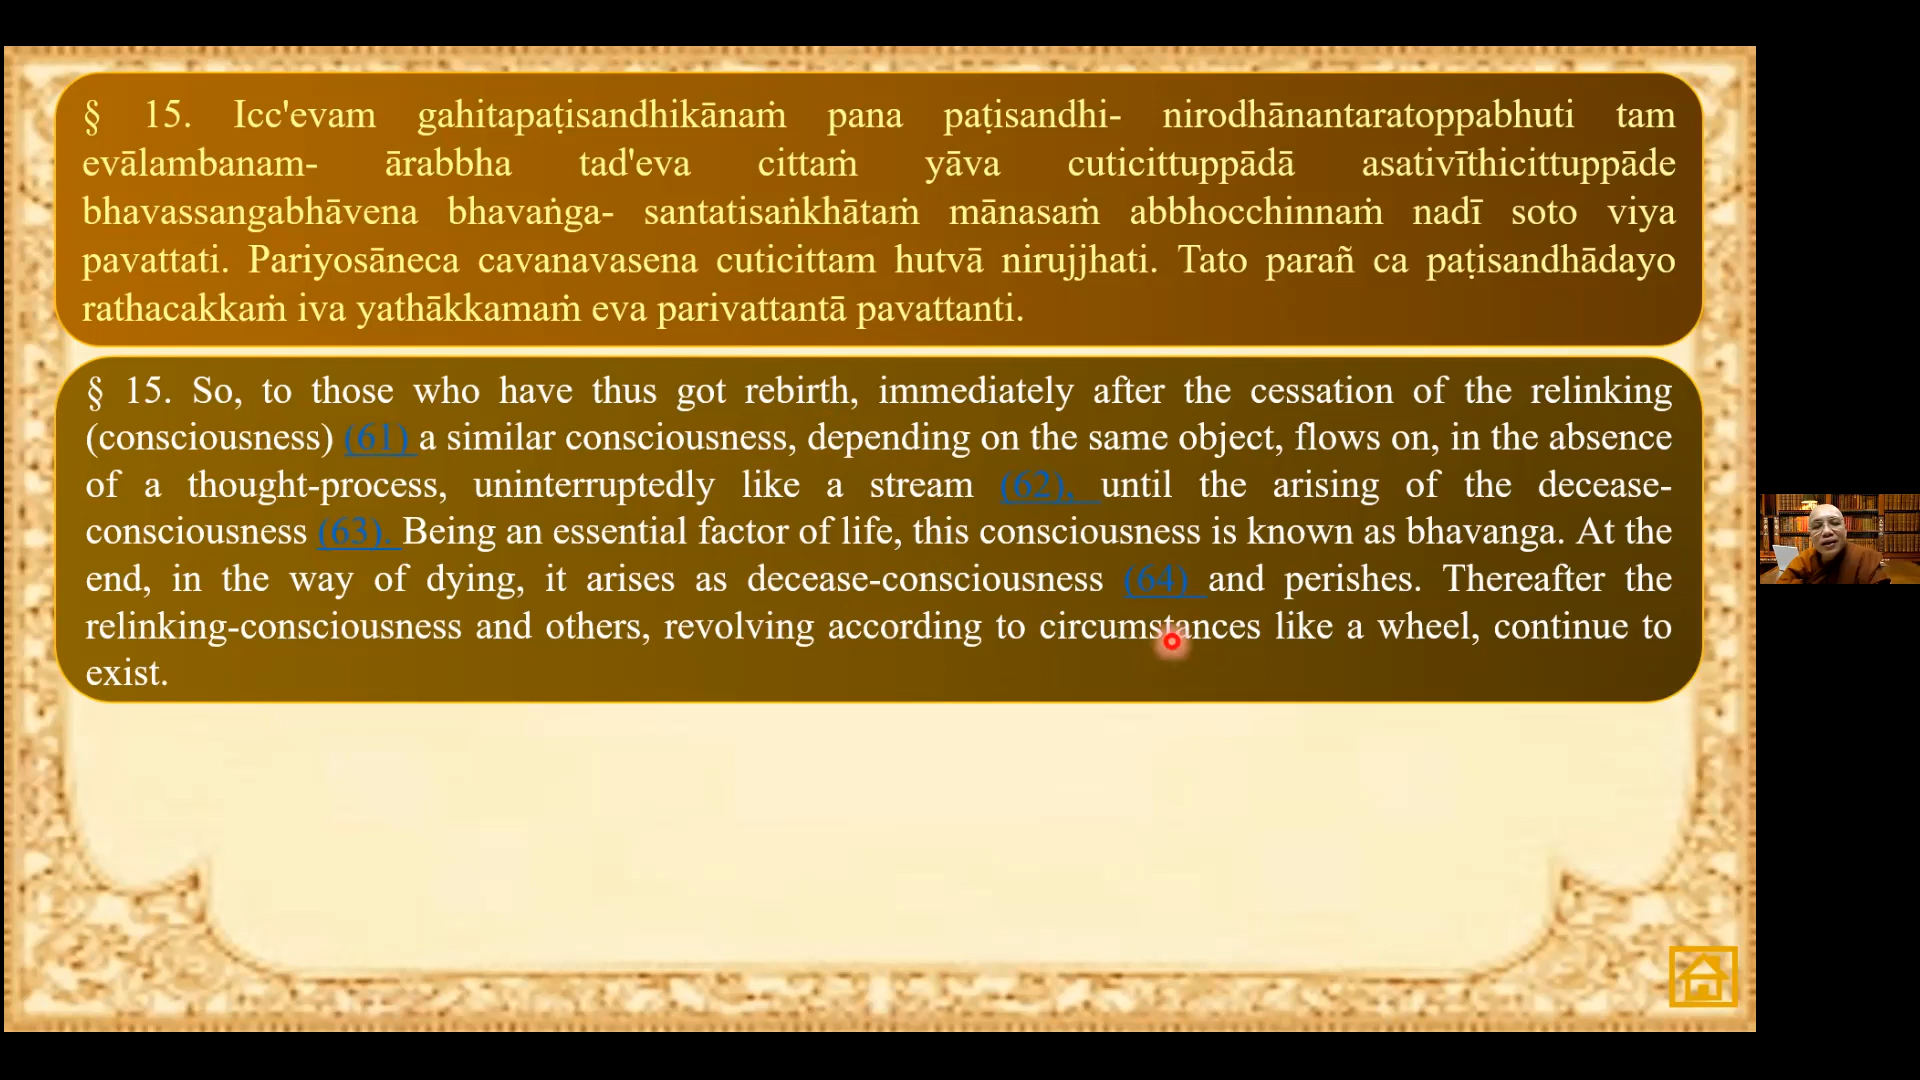 § 15. Icc'evam gahitapaṭisandhikānaṁ pana paṭisandhi- nirodhānantaratoppabhuti tam
evālambanam- ārabbha tad'eva cittaṁ yāva cuticittuppādā asativīthicittuppāde
bhavassangabhāvena bhavaṅga- santatisaṅkhātaṁ mānasaṁ abbhocchinnaṁ nadī soto viya
pavattati. Pariyosāneca cavanavasena cuticittam hutvā nirujjhati. Tato parañ ca paṭisandhādayo
rathacakkaṁ iva yathākkamaṁ eva parivattantā pavattanti.
§ 15. So, to those who have thus got rebirth, immediately after the cessation of the relinking
(consciousness) (61) a similar consciousness, depending on the same object, flows on, in the absence
of a thought-process, uninterruptedly like a stream (62), until the arising of the decease-
consciousness (63). Being an essential factor of life, this consciousness is known as bhavanga. At the
end, in the way of dying, it arises as decease-consciousness (64) and perishes. Thereafter the
relinking-consciousness and others, revolving according to circumstances like a wheel, continue to
exist.